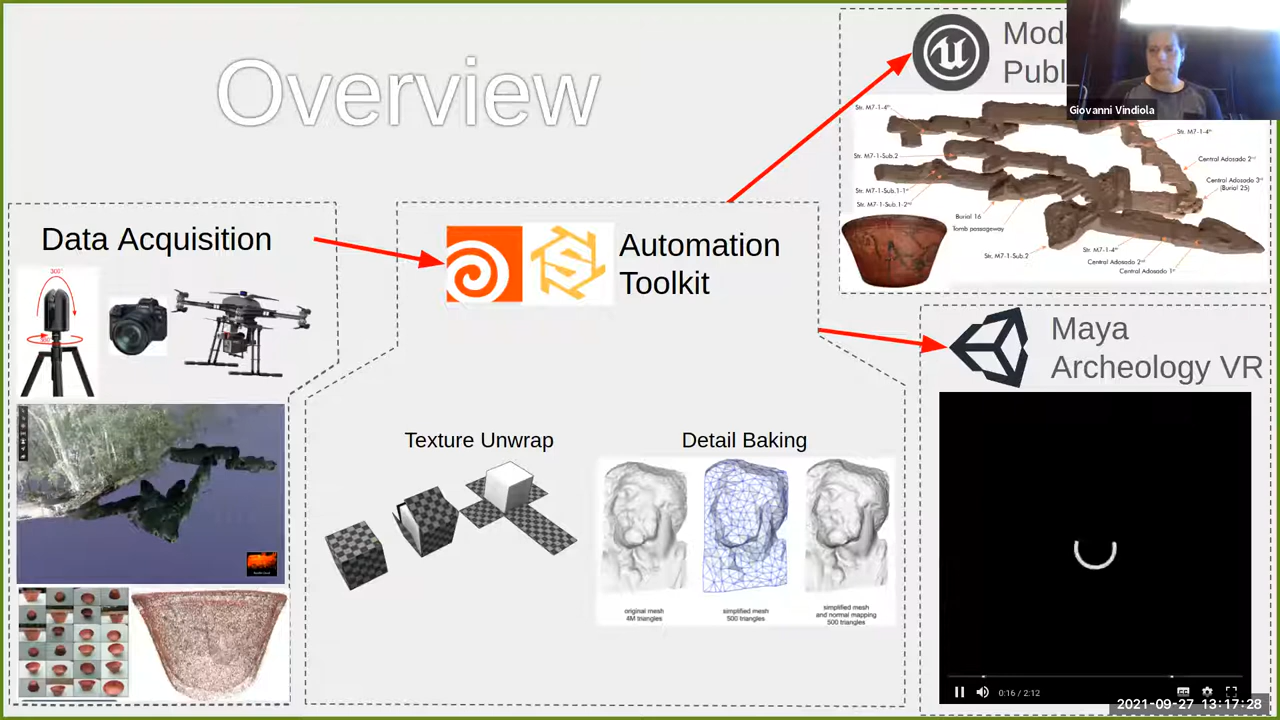 Overview
Data Acquisition
300°
Automation
Toolkit
Texture Unwrap
Detail Baking
original mesh
4M triangles
simplified mesh
500 triangles
simplified mesh
and normal mapping
500 triangles
Giovanni Vindiola
Str. M7-1-4th
Str. M7-1-Sub.2
Str. M7-1-Sub.1-1st
Str. M7-1-Sub.1-2nd
Burial 16
Tomb passageway
Str. M7-1-Sub.2
Str. M7-1-4th
Central Adosado 2nd
Central Adosado 3rd
(Burial 25)
Str. M7-1-4th
Central Adosado 2nd
Central Adosado 1st
Maya
Archeology VR
0:16 / 2:12
2021-09-27 13:17:28